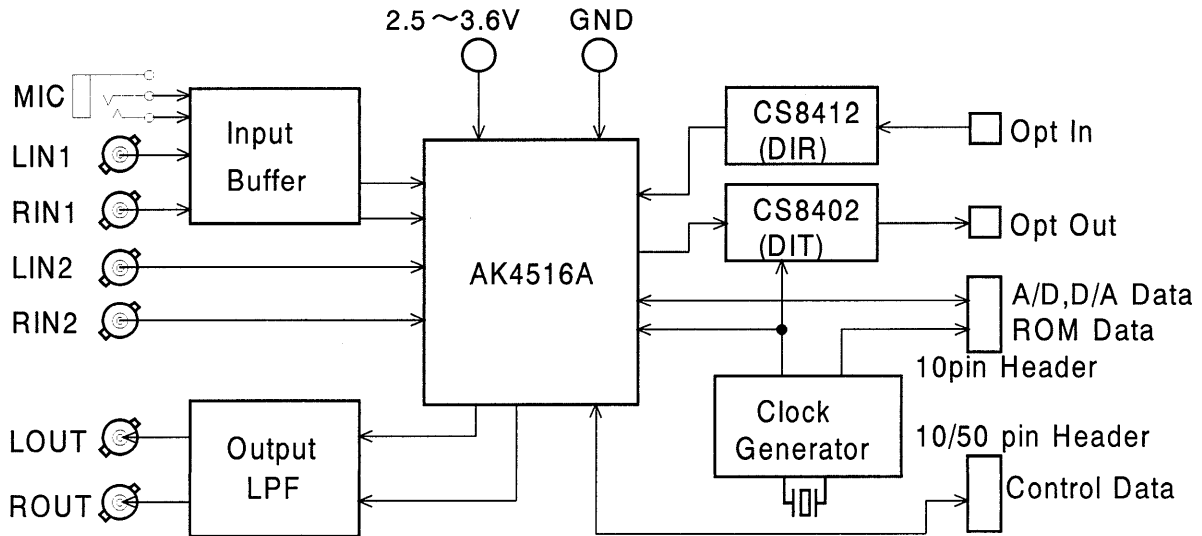 2.5～3.6V
GND
MIC
LIN1
RIN1
LIN2
RIN2
Input
Buffer
AK4516A
CS8412
(DIR)
Opt In
CS8402
(DIT)
Opt Out
A/D,D/A Data
ROM Data
10pin Header
Clock
Generator
10/50 pin Header
Control Data
LOUT
ROUT
Output
LPF